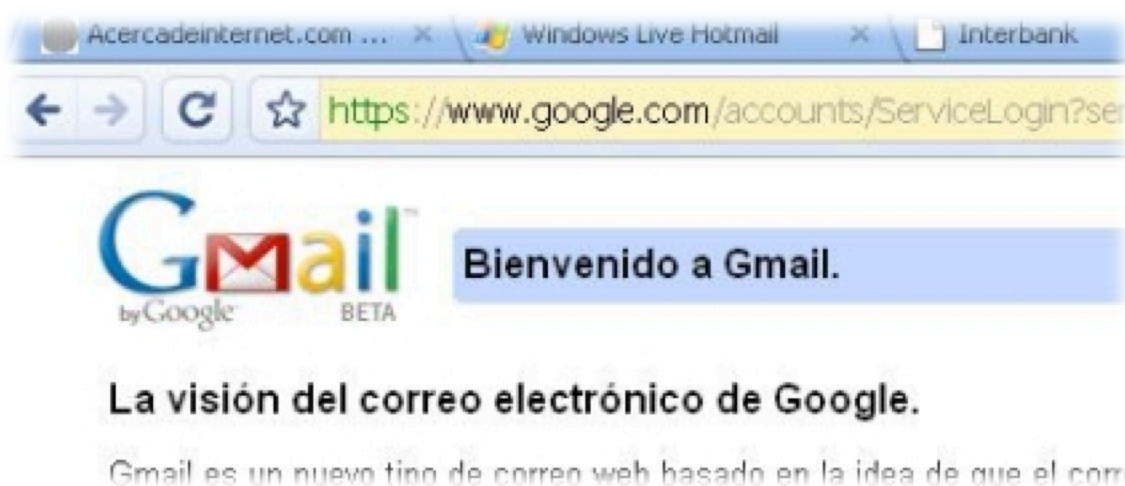 Acercadeinternet.com ... Windows Live Hotmail Interbank
https://www.google.com/accounts/ServiceLogin?ser
Gmail™
by Google BETA
Bienvenido a Gmail.
La visión del correo electrónico de Google.
Gmail es un nuevo tipo de correo web basado en la idea de que el corr